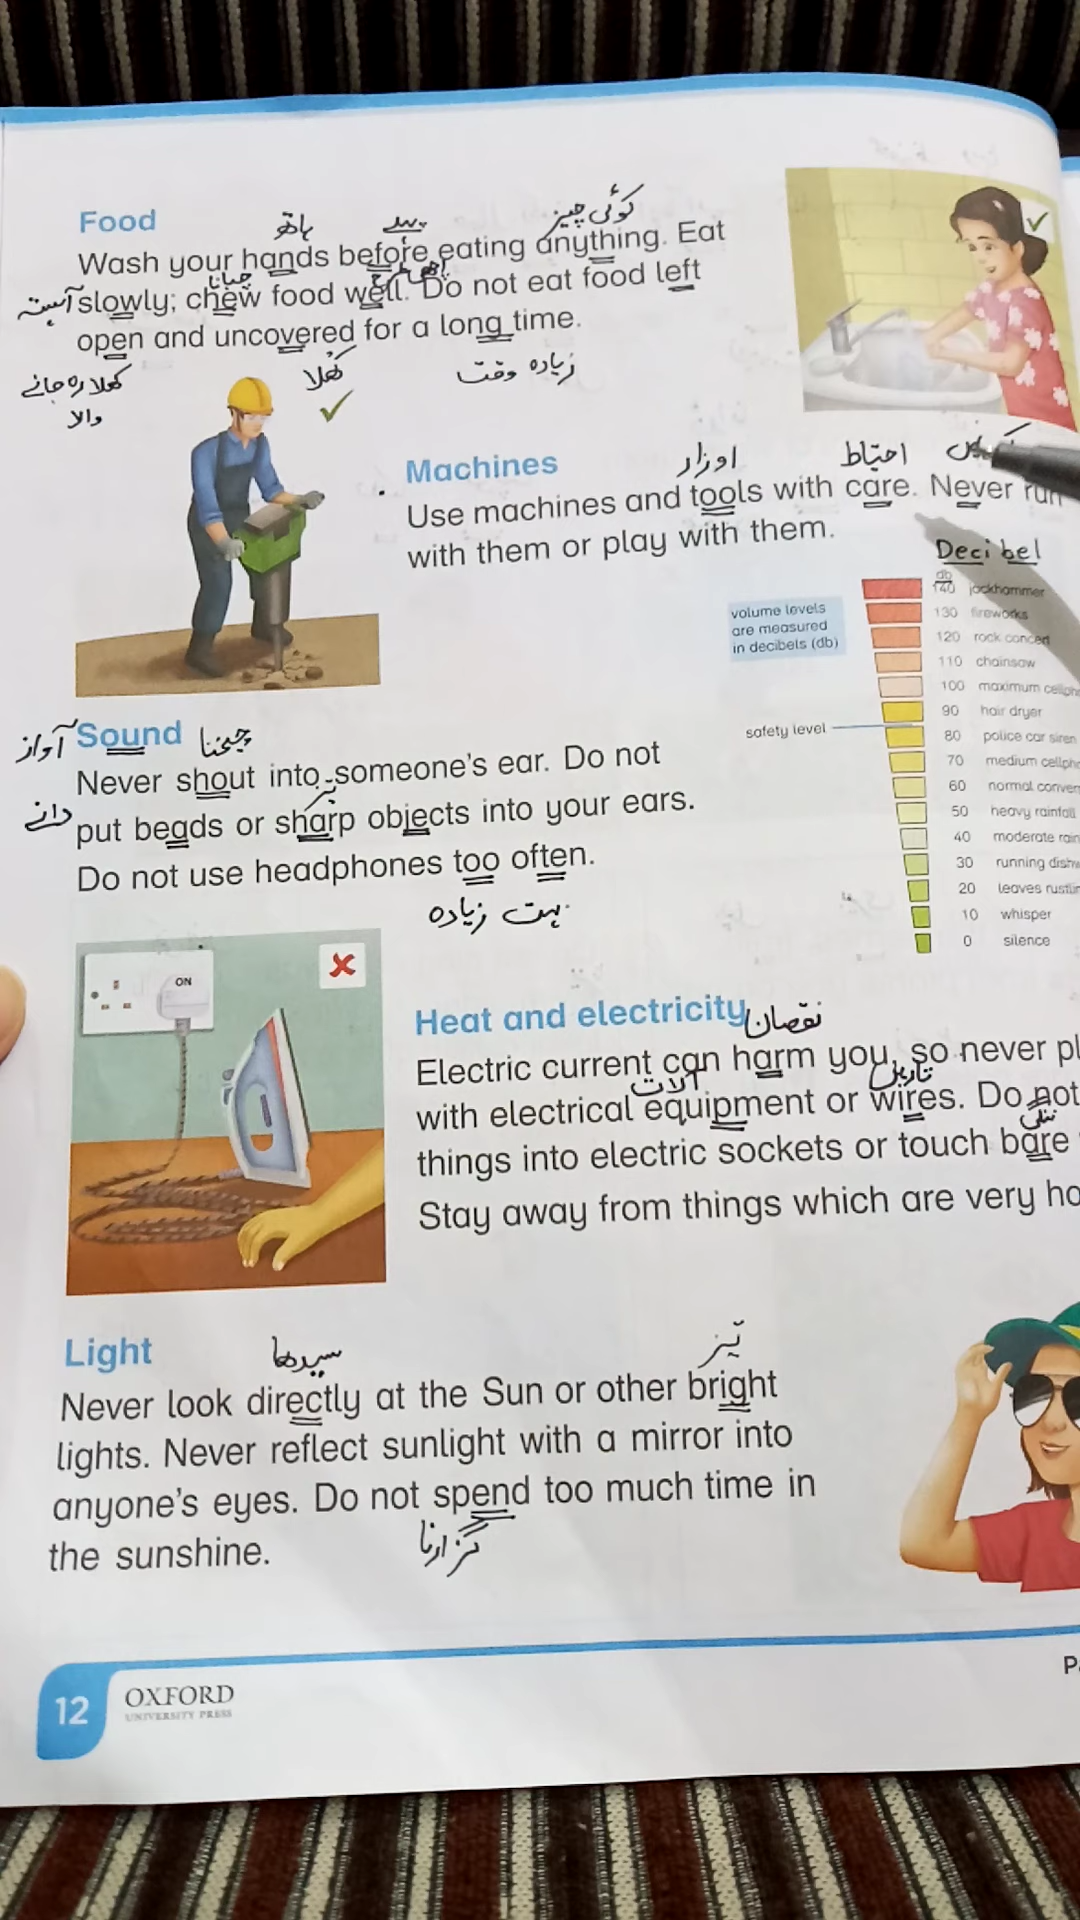 Food
ہاتھ پہلے کوئی چیز
Wash your hands before eating anything. Eat
چبانا
آہستہ slowly; chew food well. Do not eat food left
open and uncovered for a long time.
کھلا رہ جانے والا کھلا زیادہ وقت
Machines
اوزار احتیاط
Use machines and tools with care. Never run
with them or play with them.
Decibel
volume levels
are measured
in decibels (db)
db
140 jackhammer
130 fireworks
120 rock concert
110 chainsaw
100 maximum cellph
90 hair dryer
safety level
80 police car siren
70 medium cellph
60 normal conver
50 heavy rainfall
40 moderate rain
30 running dish
20 leaves rustlin
10 whisper
0 silence
آواز Sound چیخنا
Never shout into someone's ear. Do not
دانے put beads or sharp objects into your ears.
Do not use headphones too often.
بہت زیادہ
ON
Heat and electricity نقصان
Electric current can harm you, so never pl
آلات تاریں
with electrical equipment or wires. Do not
ننگی
things into electric sockets or touch bare
Stay away from things which are very ho
Light
سیدھا تیز
Never look directly at the Sun or other bright
lights. Never reflect sunlight with a mirror into
anyone's eyes. Do not spend too much time in
گزارنا
the sunshine.
12
OXFORD
UNIVERSITY PRESS